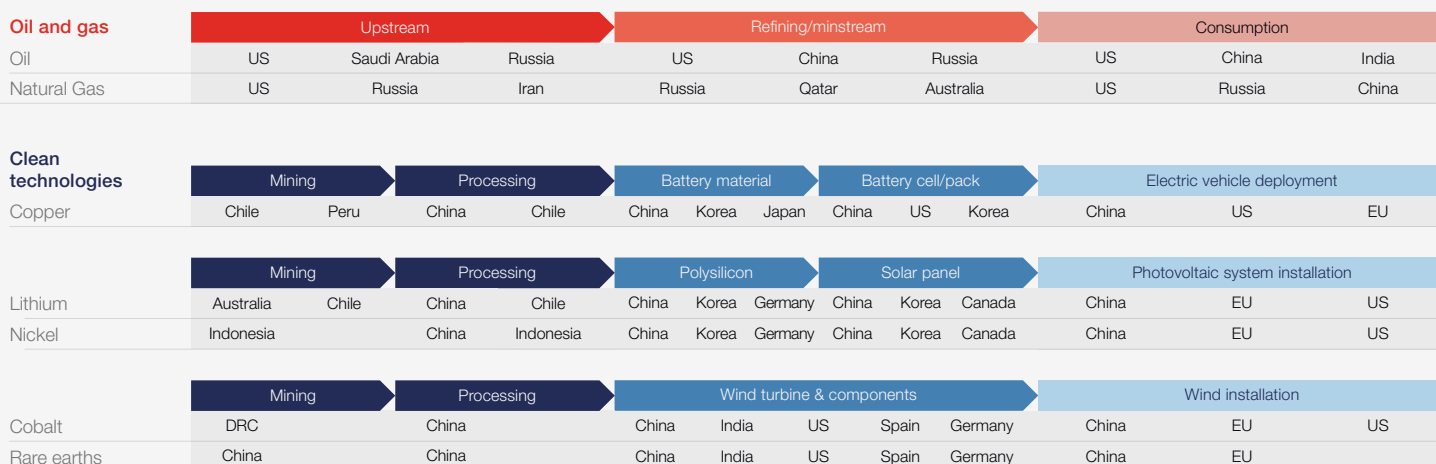 Oil and gas Upstream Refining/minstream Consumption
Oil US Saudi Arabia Russia US China Russia US China India
Natural Gas US Russia Iran Russia Qatar Australia US Russia China
Clean
technologies Mining Processing Battery material Battery cell/pack Electric vehicle deployment
Copper Chile Peru China Chile China Korea Japan China US Korea China US EU
Mining Processing Polysilicon Solar panel Photovoltaic system installation
Lithium Australia Chile China Chile China Korea Germany China Korea Canada China EU US
Nickel Indonesia China Indonesia China Korea Germany China Korea Canada China EU US
Mining Processing Wind turbine & components Wind installation
Cobalt DRC China China India US Spain Germany China EU US
Rare earths China China China India US Spain Germany China EU